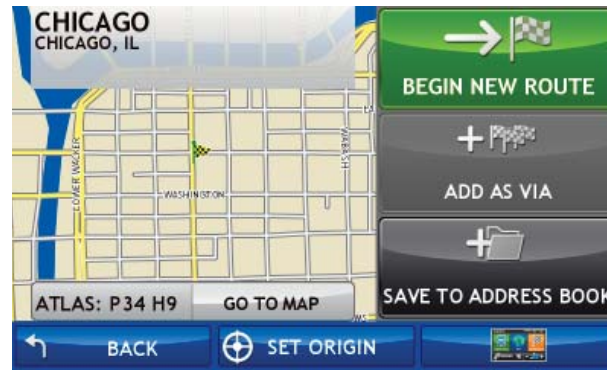 CHICAGO
CHICAGO, IL
BEGIN NEW ROUTE
LOWER WACKER
WASHINGTON
WABASH
ADD AS VIA
ATLAS: P34 H9
GO TO MAP
SAVE TO ADDRESS BOOK
BACK
SET ORIGIN